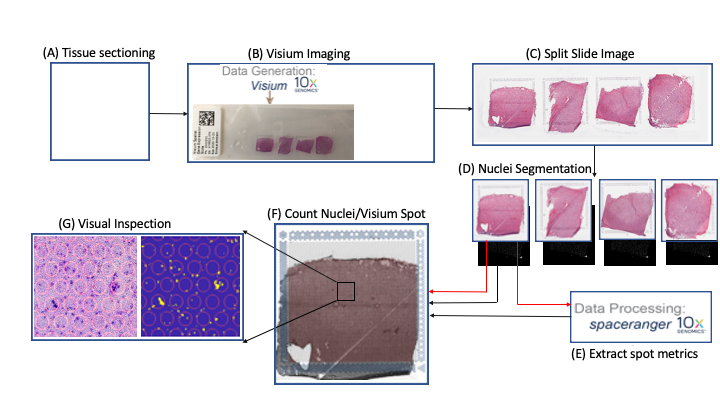 (A) Tissue sectioning
(B) Visium Imaging
(C) Split Slide Image
Data Generation:
Visium 10x
GENOMICS
(D) Nuclei Segmentation
(G) Visual Inspection
(F) Count Nuclei/Visium Spot
Data Processing:
spaceranger 10x
GENOMICS
(E) Extract spot metrics